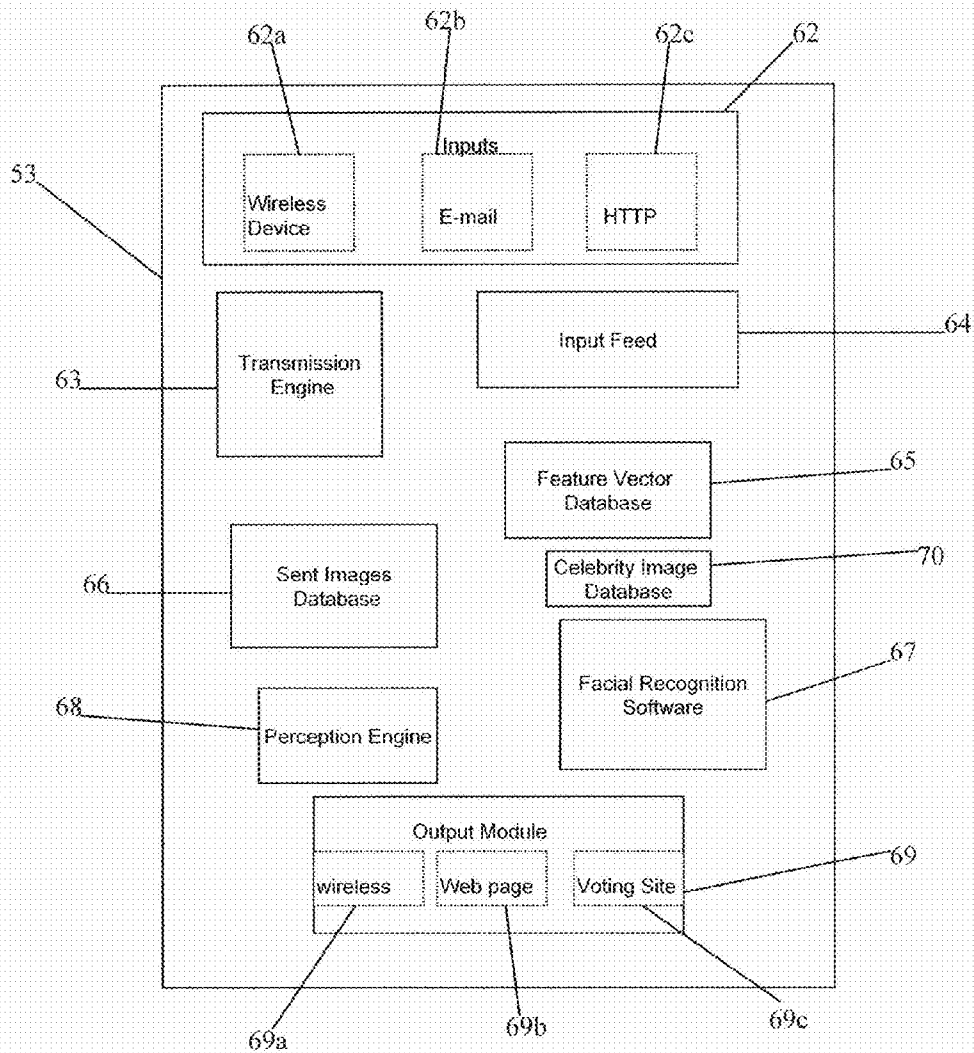 62a 62b 62c 62
Inputs
53
Wireless
Device
E-mail
HTTP
64
Transmission
Engine
Input Feed
63
65
Feature Vector
Database
70
Celebrity Image
Database
66
Sent Images
Database
67
Facial Recognition
Software
68
Perception Engine
Output Module
69
wireless
Web page
Voting Site
69a 69b 69c